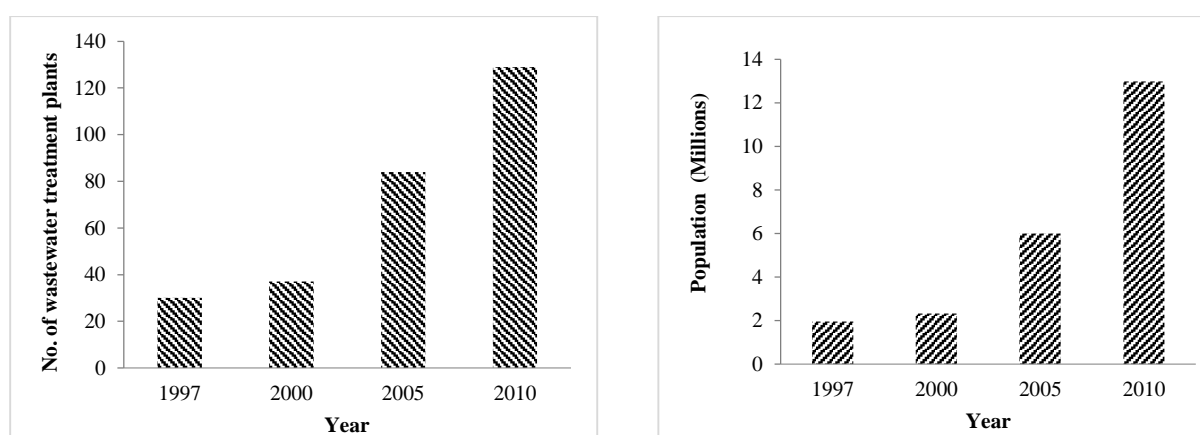 No. of wastewater treatment plants
140
120
100
80
60
40
20
0
1997 2000 2005 2010
Year
Population (Millions)
14
12
10
8
6
4
2
0
1997 2000 2005 2010
Year